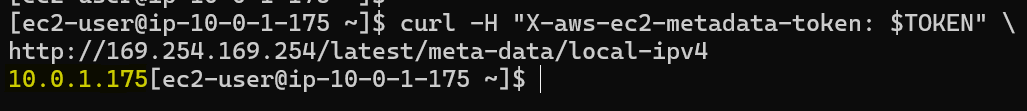 [ec2-user@ip-10-0-1-175 ~]$ curl -H "X-aws-ec2-metadata-token: $TOKEN" \
http://169.254.169.254/latest/meta-data/local-ipv4
10.0.1.175[ec2-user@ip-10-0-1-175 ~]$